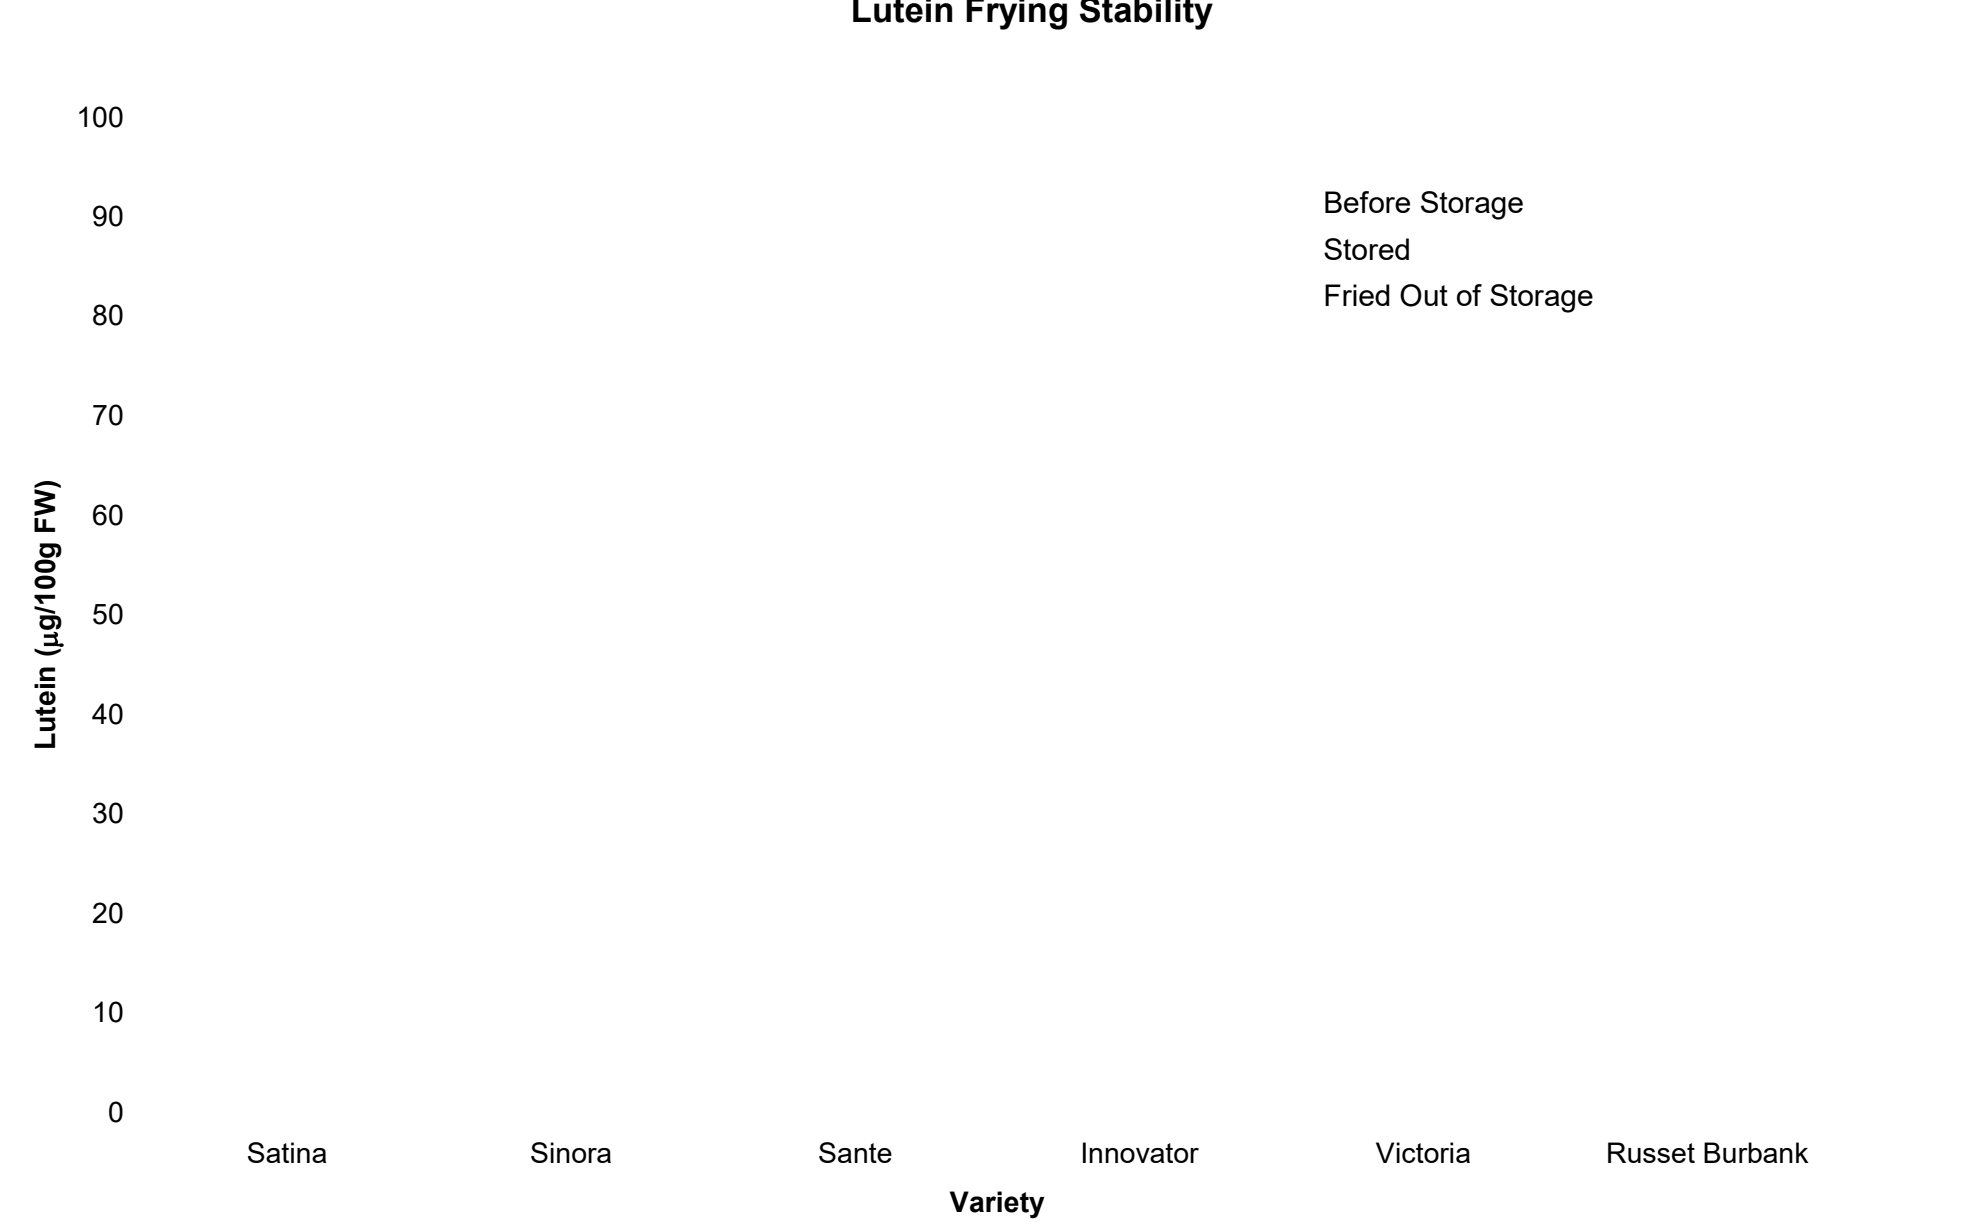 Lutein Frying Stability
100
90
80
70
60
50
40
30
20
10
0
Lutein (µg/100g FW)
Before Storage
Stored
Fried Out of Storage
Satina
Sinora
Sante
Innovator
Victoria
Russet Burbank
Variety